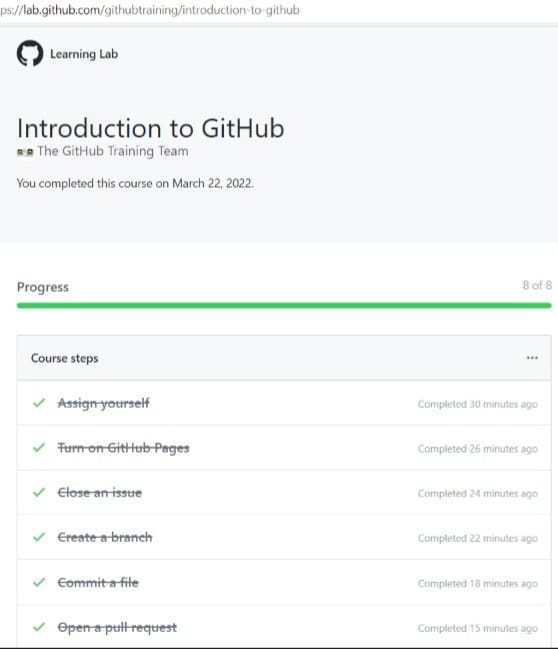 ps://lab.github.com/githubtraining/introduction-to-github
Learning Lab
Introduction to GitHub
The GitHub Training Team
You completed this course on March 22, 2022.
Progress 8 of 8
Course steps ...
Assign yourself Completed 30 minutes ago
Turn on GitHub Pages Completed 26 minutes ago
Close an issue Completed 24 minutes ago
Create a branch Completed 22 minutes ago
Commit a file Completed 18 minutes ago
Open a pull request Completed 15 minutes ago